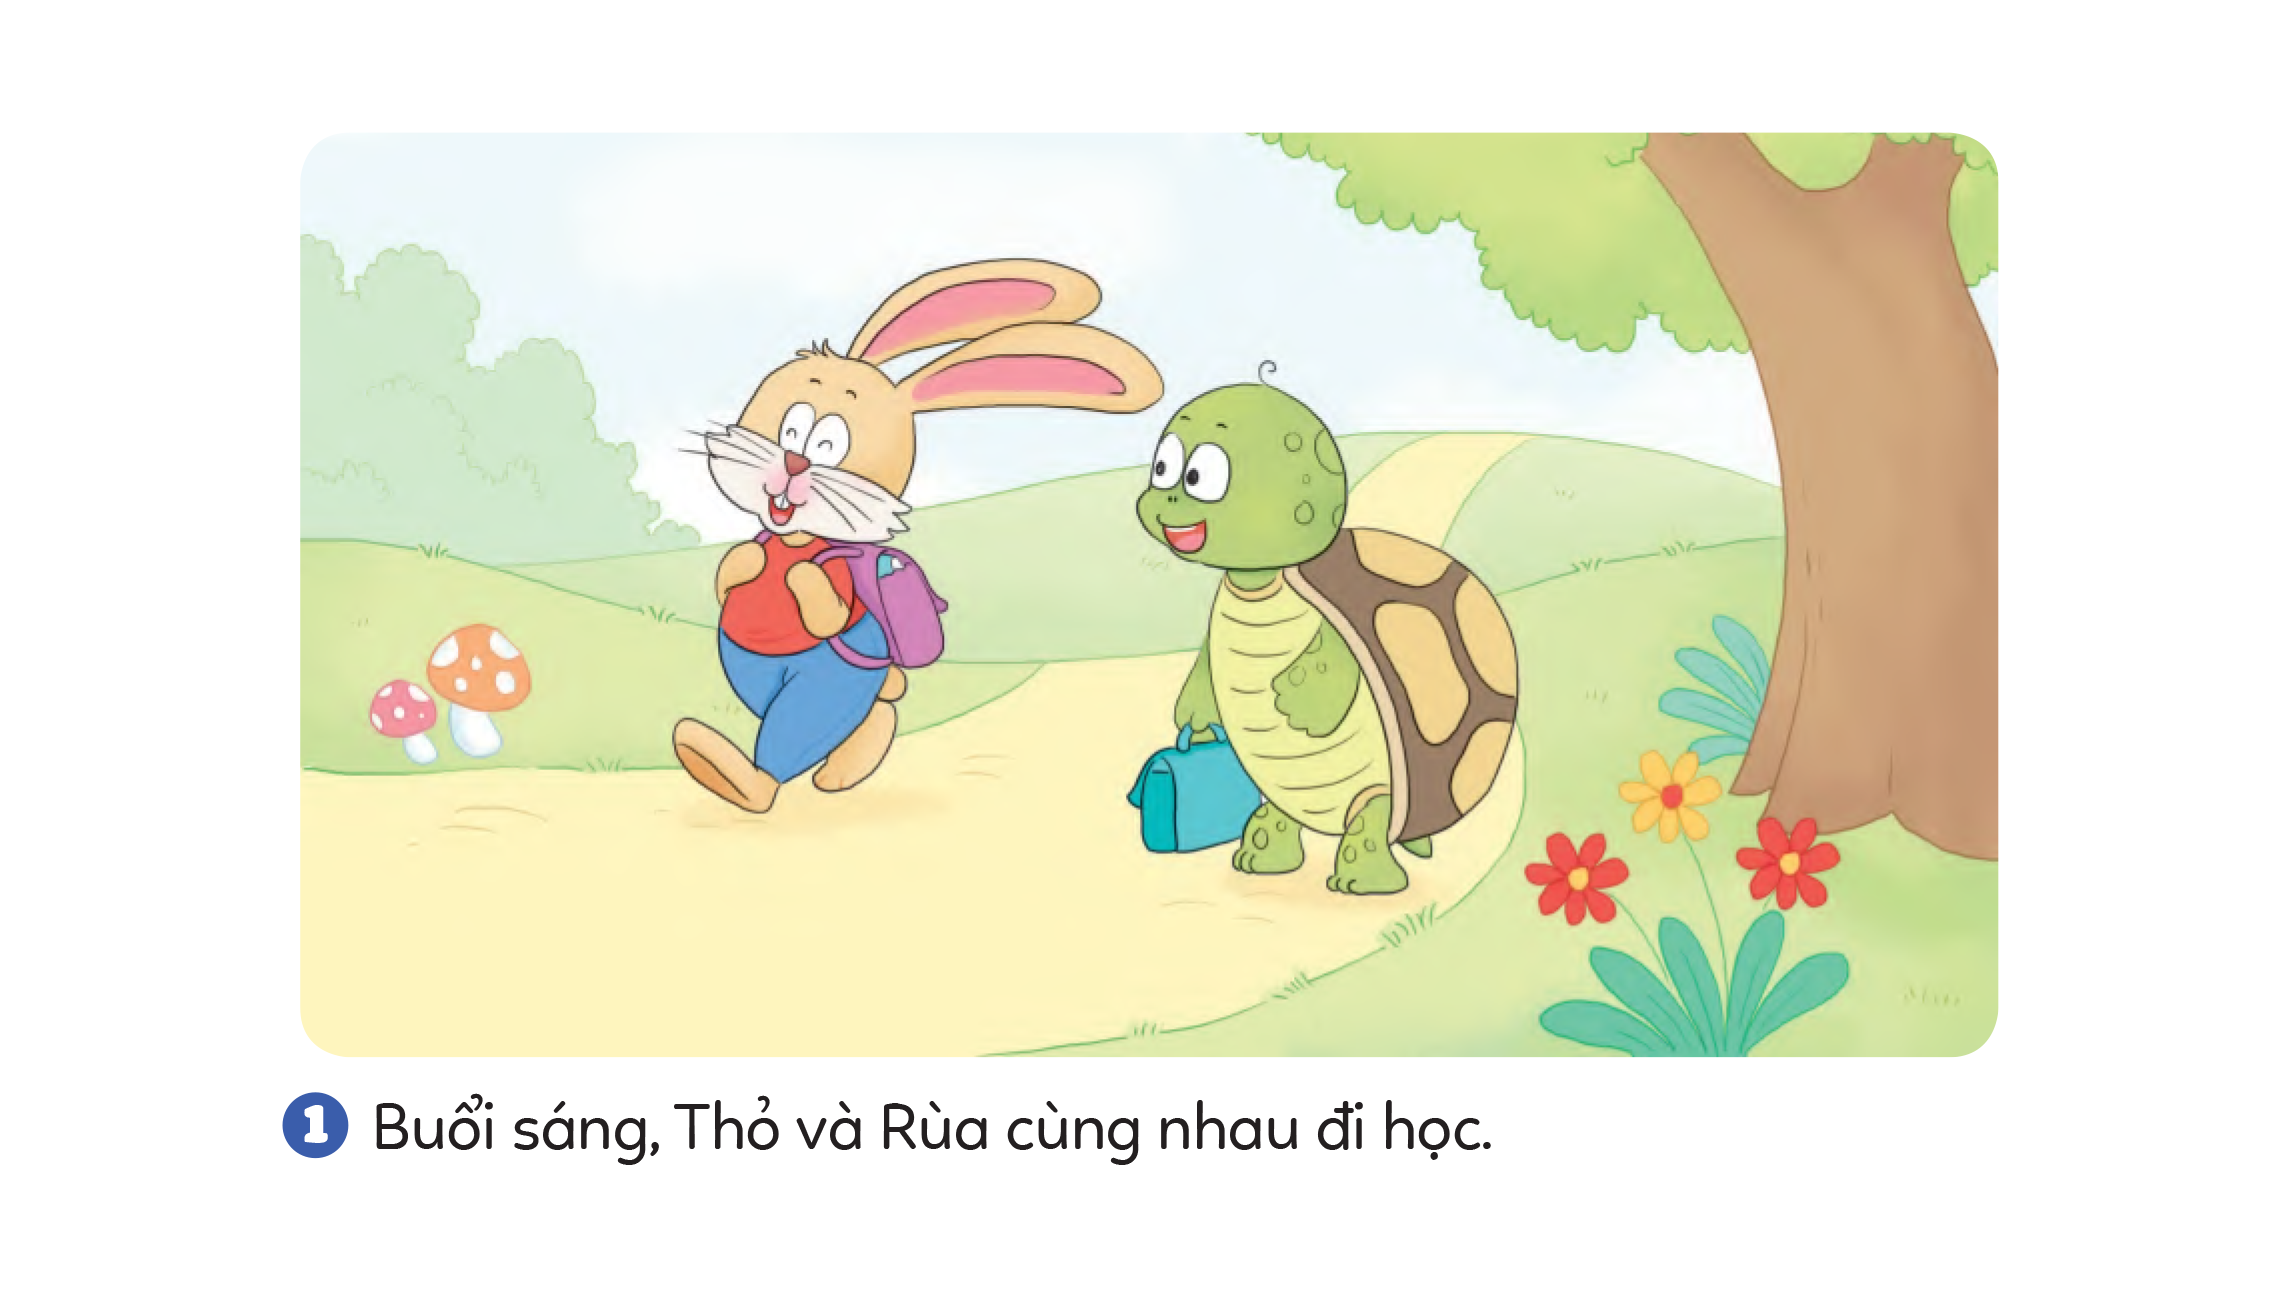 1 Buổi sáng, Thỏ và Rùa cùng nhau đi học.